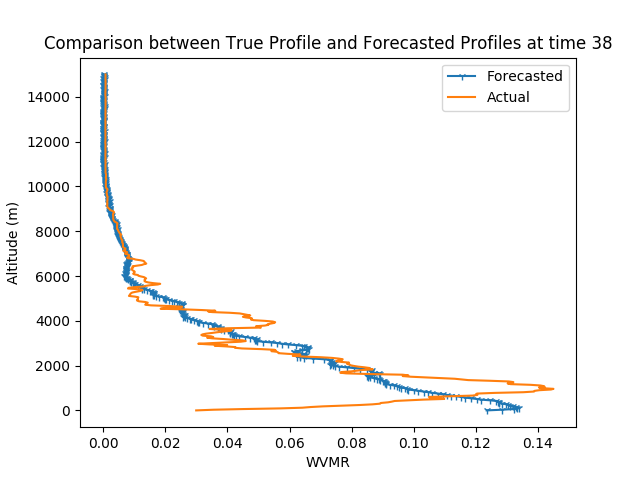 Comparison between True Profile and Forecasted Profiles at time 38
Forecasted
Actual
14000
12000
10000
8000
6000
4000
2000
0
Altitude (m)
0.00 0.02 0.04 0.06 0.08 0.10 0.12 0.14
WVMR